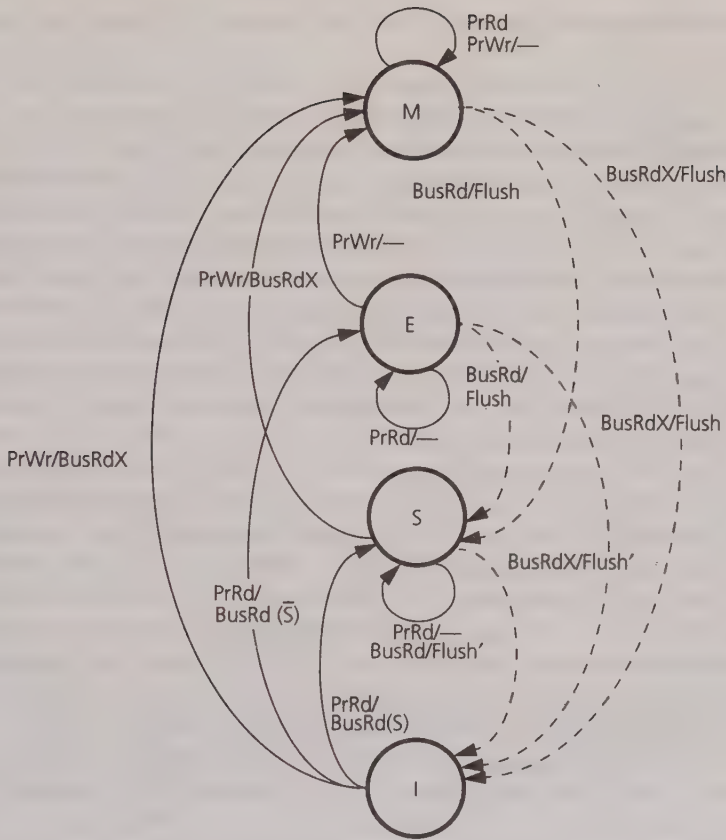 PrRd
PrWr/—
M
BusRdX/Flush
BusRd/Flush
PrWr/—
PrWr/BusRdX
E
BusRd/
Flush
BusRdX/Flush
PrRd/—
PrWr/BusRdX
S
BusRdX/Flush′
PrRd/
BusRd (S̅)
PrRd/—
BusRd/Flush′
PrRd/
BusRd(S)
I